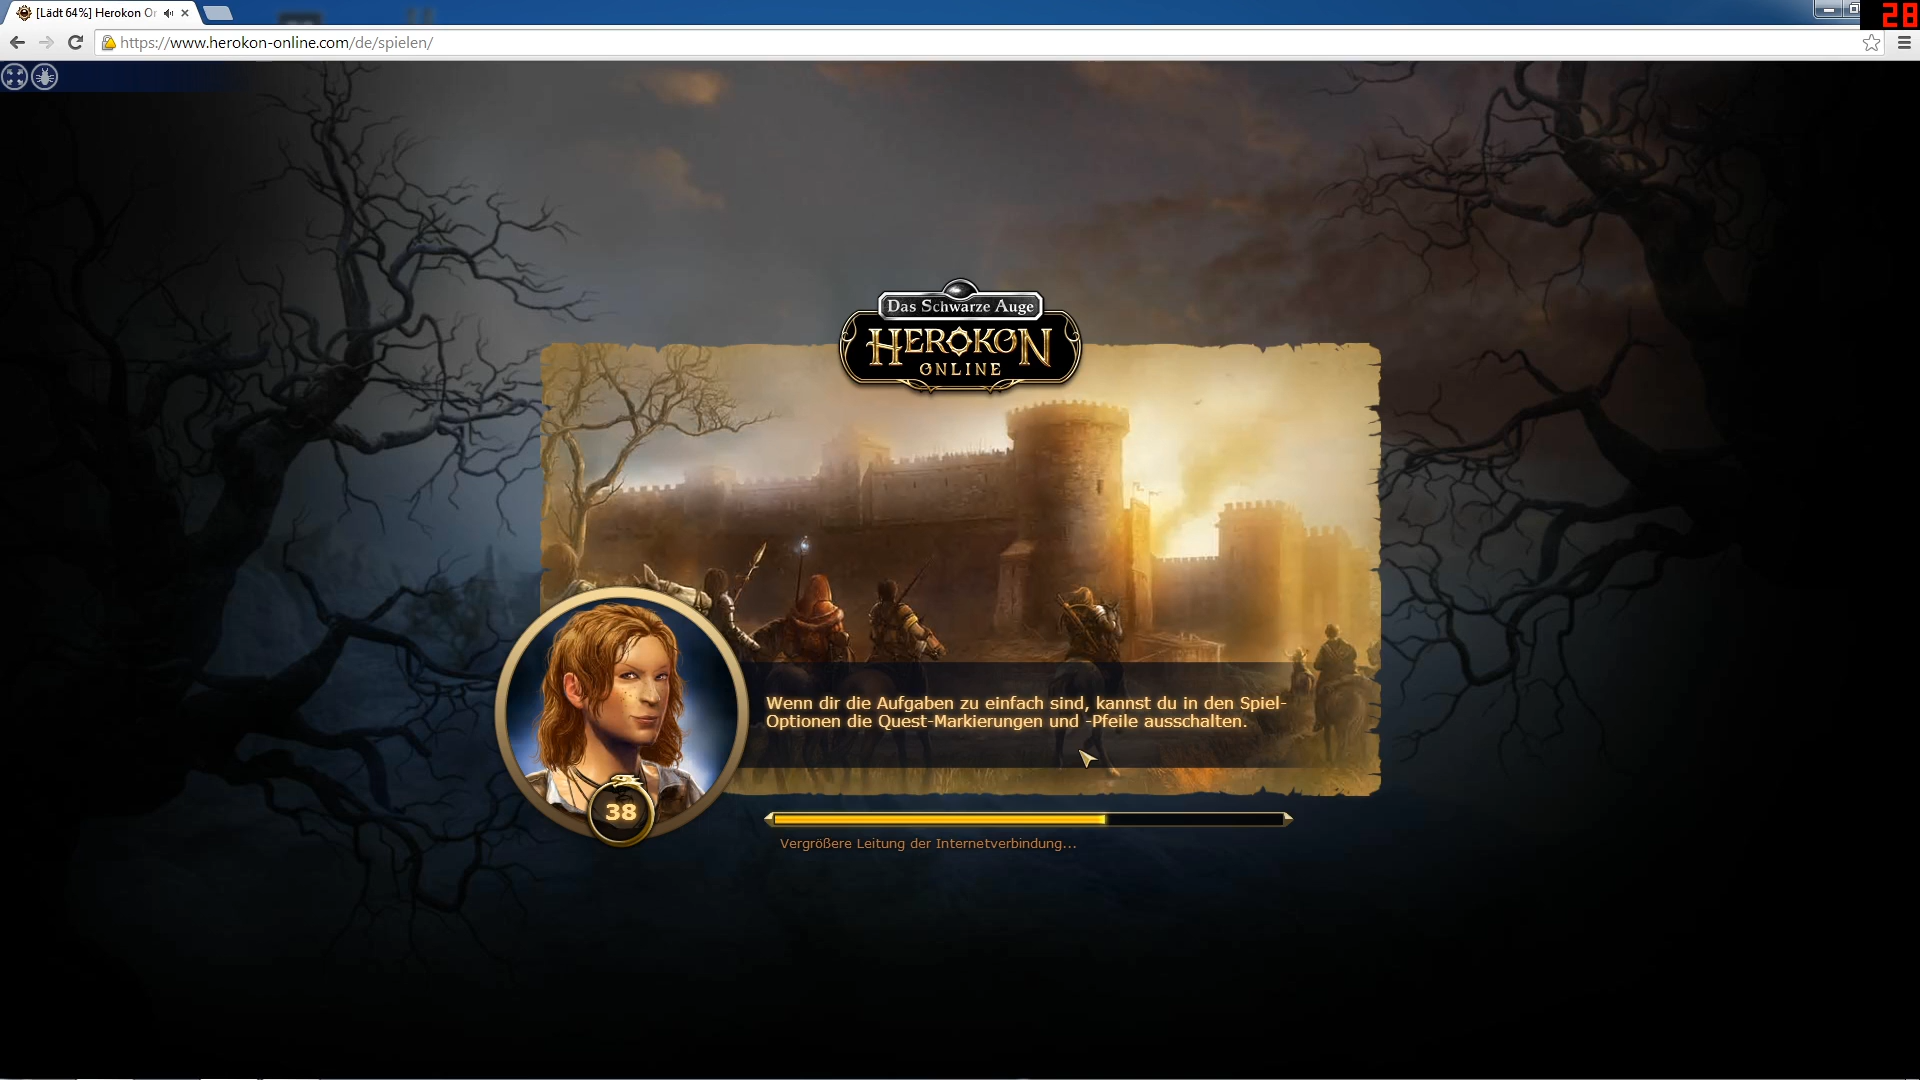 [Lädt 64%] Herokon Or
28
https://www.herokon-online.com/de/spielen/
Das Schwarze Auge
HEROKON
ONLINE
Wenn dir die Aufgaben zu einfach sind, kannst du in den Spiel-
Optionen die Quest-Markierungen und -Pfeile ausschalten.
38
Vergrößere Leitung der Internetverbindung...